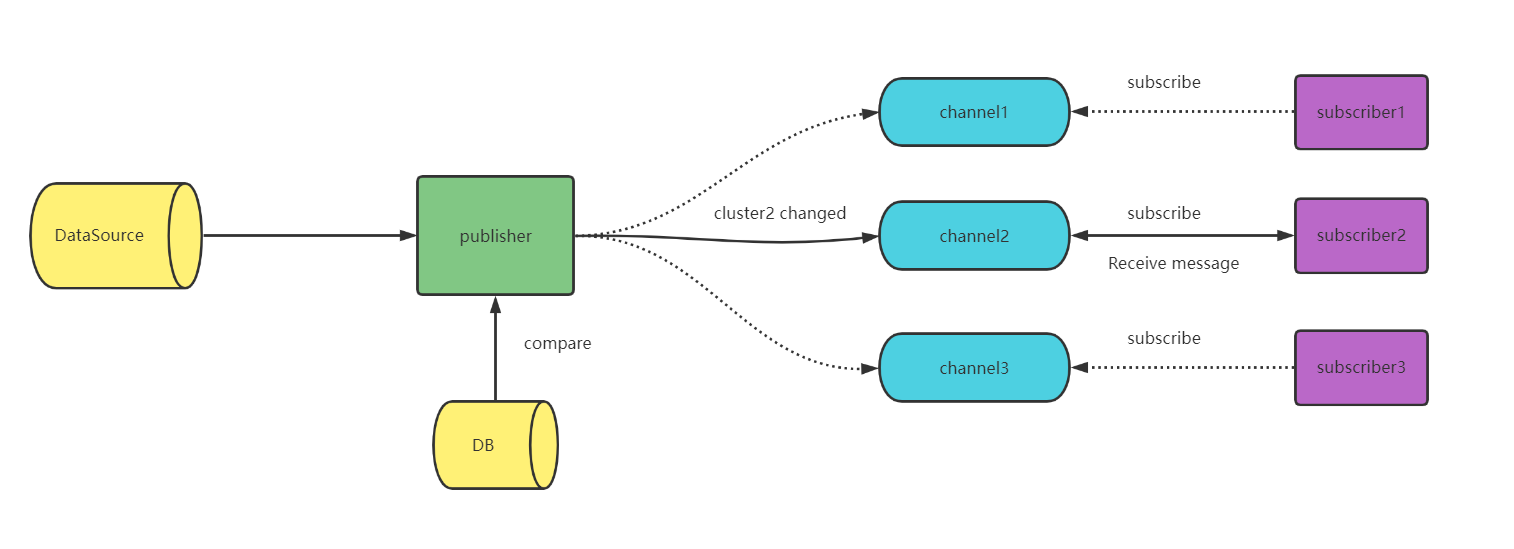 subscribe
channel1
subscriber1
cluster2 changed
subscribe
DataSource
publisher
channel2
subscriber2
Receive message
compare
subscribe
channel3
subscriber3
DB